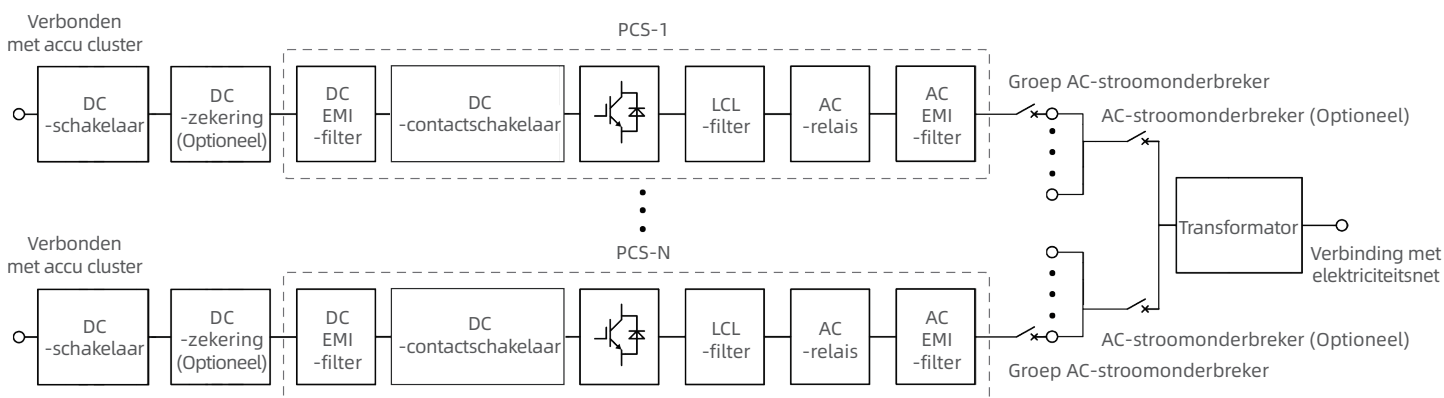 Verbonden
met accu cluster
PCS-1
DC
-schakelaar
DC
-zekering
(Optioneel)
DC
EMI
-filter
DC
-contactschakelaar
LCL
-filter
AC
-relais
AC
EMI
-filter
Groep AC-stroomonderbreker
AC-stroomonderbreker (Optioneel)
Transformator
Verbinding met
elektriciteitsnet
Verbonden
met accu cluster
PCS-N
DC
-schakelaar
DC
-zekering
(Optioneel)
DC
EMI
-filter
DC
-contactschakelaar
LCL
-filter
AC
-relais
AC
EMI
-filter
AC-stroomonderbreker (Optioneel)
Groep AC-stroomonderbreker